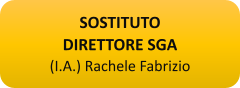 SOSTITUTO
DIRETTORE SGA
(I.A.) Rachele Fabrizio